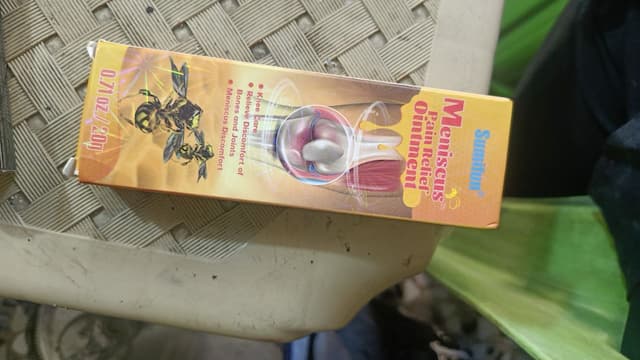 Sumifun®
Meniscus
Pain Relief
Ointment
● Knee Care
● Relieve Discomfort of
Bones and Joints
● Meniscus Discomfort
0.71 oz / 20g